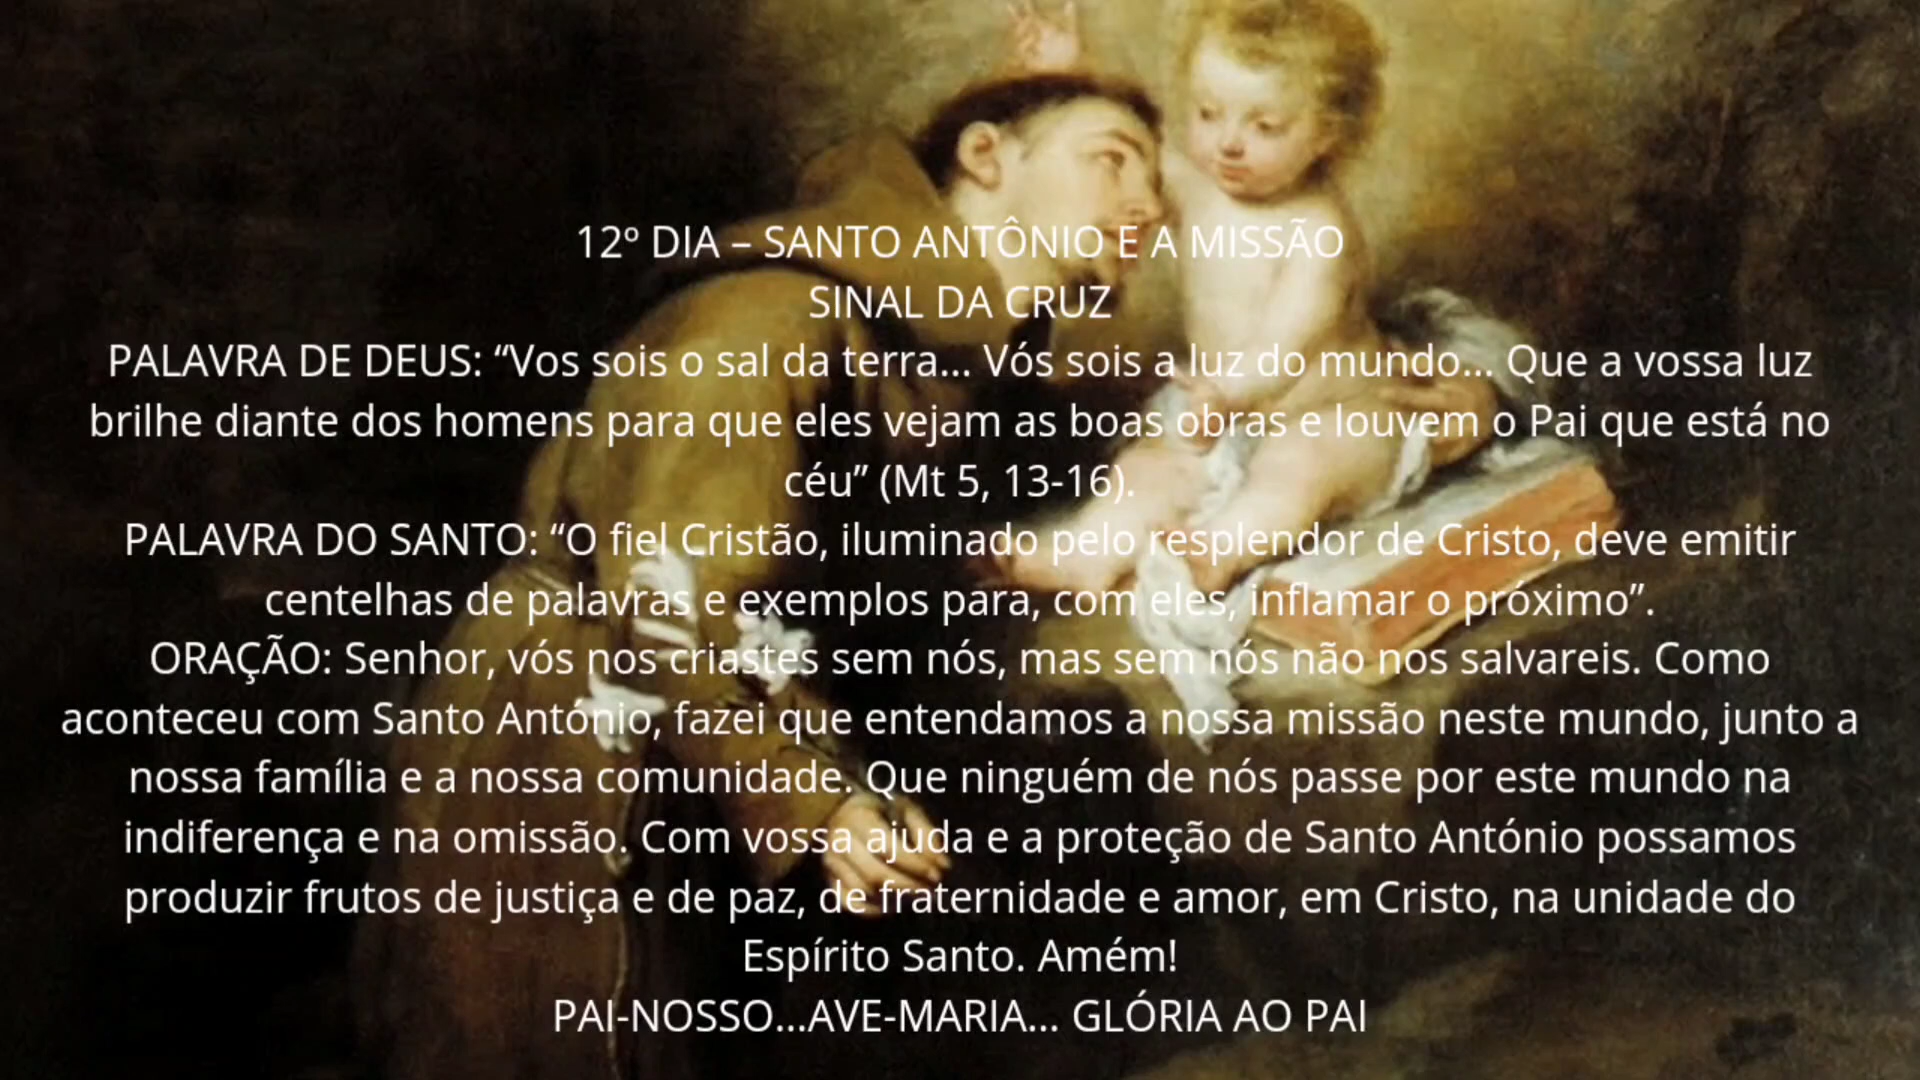 12º DIA – SANTO ANTÔNIO E A MISSÃO
SINAL DA CRUZ
PALAVRA DE DEUS: “Vos sois o sal da terra... Vós sois a luz do mundo... Que a vossa luz
brilhe diante dos homens para que eles vejam as boas obras e louvem o Pai que está no
céu” (Mt 5, 13-16).
PALAVRA DO SANTO: “O fiel Cristão, iluminado pelo resplendor de Cristo, deve emitir
centelhas de palavras e exemplos para, com eles, inflamar o próximo”.
ORAÇÃO: Senhor, vós nos criastes sem nós, mas sem nós não nos salvareis. Como
aconteceu com Santo António, fazei que entendamos a nossa missão neste mundo, junto a
nossa família e a nossa comunidade. Que ninguém de nós passe por este mundo na
indiferença e na omissão. Com vossa ajuda e a proteção de Santo António possamos
produzir frutos de justiça e de paz, de fraternidade e amor, em Cristo, na unidade do
Espírito Santo. Amém!
PAI-NOSSO...AVE-MARIA... GLÓRIA AO PAI